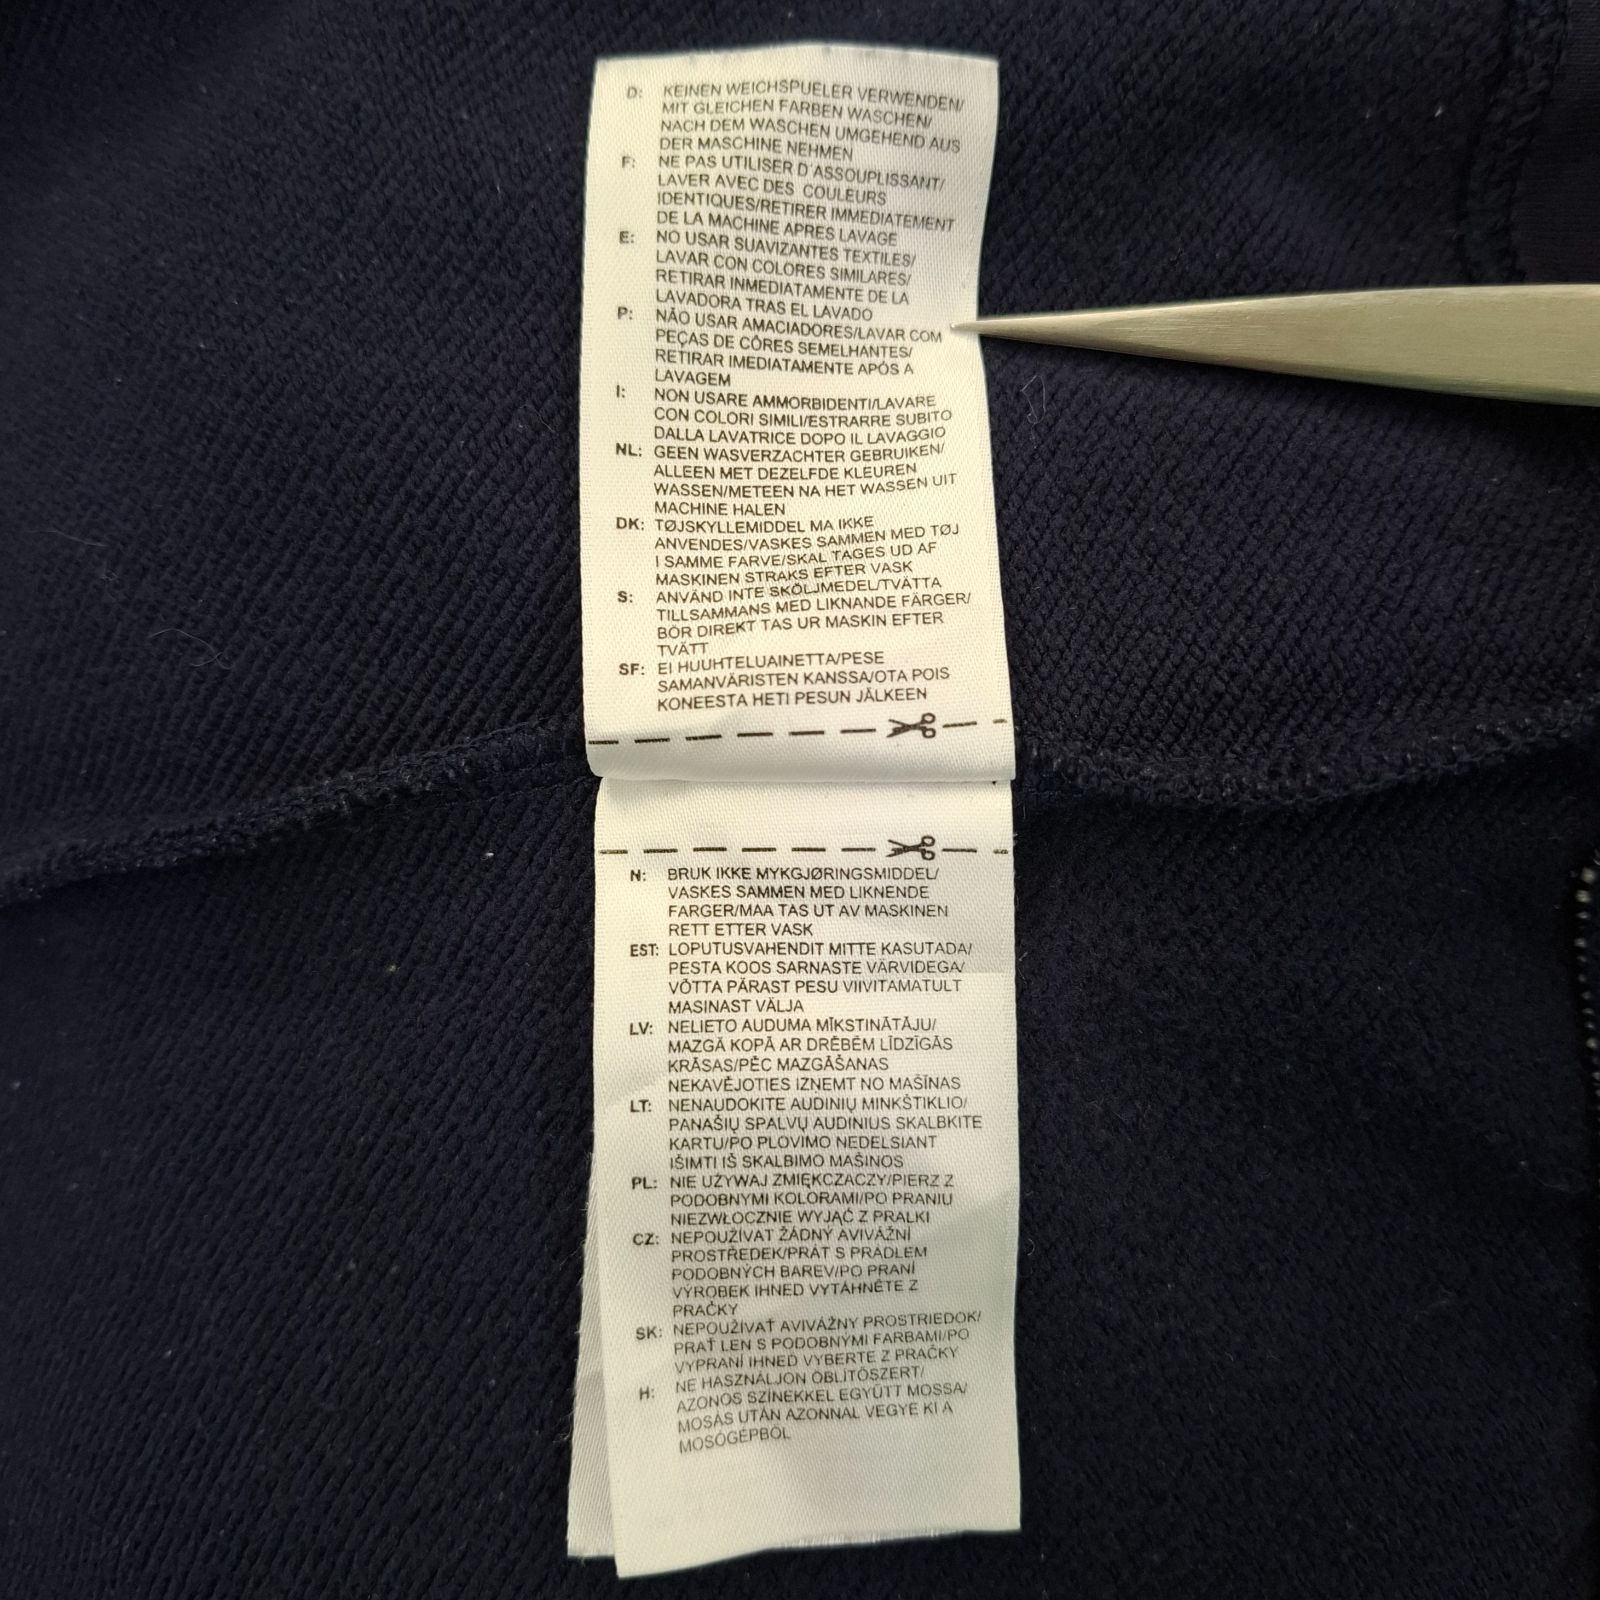 D: KEINEN WEICHSPUELER VERWENDEN/
MIT GLEICHEN FARBEN WASCHEN/
NACH DEM WASCHEN UMGEHEND AUS
DER MASCHINE NEHMEN
F: NE PAS UTILISER D'ASSOUPLISSANT/
LAVER AVEC DES COULEURS
IDENTIQUES/RETIRER IMMEDIATEMENT
DE LA MACHINE APRES LAVAGE
E: NO USAR SUAVIZANTES TEXTILES/
LAVAR CON COLORES SIMILARES/
RETIRAR INMEDIATAMENTE DE LA
LAVADORA TRAS EL LAVADO
P: NÃO USAR AMACIADORES/LAVAR COM
PEÇAS DE CÔRES SEMELHANTES/
RETIRAR IMEDIATAMENTE APÓS A
LAVAGEM
I: NON USARE AMMORBIDENTI/LAVARE
CON COLORI SIMILI/ESTRARRE SUBITO
DALLA LAVATRICE DOPO IL LAVAGGIO
NL: GEEN WASVERZACHTER GEBRUIKEN/
ALLEEN MET DEZELFDE KLEUREN
WASSEN/METEEN NA HET WASSEN UIT
MACHINE HALEN
DK: TØJSKYLLEMIDDEL MA IKKE
ANVENDES/VASKES SAMMEN MED TØJ
I SAMME FARVE/SKAL TAGES UD AF
MASKINEN STRAKS EFTER VASK
S: ANVÄND INTE SKÖLJMEDEL/TVÄTTA
TILLSAMMANS MED LIKNANDE FÄRGER/
BÖR DIREKT TAS UR MASKIN EFTER
TVÄTT
SF: EI HUUHTELUAINETTA/PESE
SAMANVÄRISTEN KANSSA/OTA POIS
KONEESTA HETI PESUN JÄLKEEN
N: BRUK IKKE MYKGJØRINGSMIDDEL/
VASKES SAMMEN MED LIKNENDE
FARGER/MAA TAS UT AV MASKINEN
RETT ETTER VASK
EST: LOPUTUSVAHENDIT MITTE KASUTADA/
PESTA KOOS SARNASTE VÄRVIDEGA/
VÕTTA PÄRAST PESU VIIVITAMATULT
MASINAST VÄLJA
LV: NELIETO AUDUMA MĪKSTINĀTĀJU/
MAZGĀ KOPĀ AR DRĒBĒM LĪDZĪGĀS
KRĀSAS/PĒC MAZGĀŠANAS
NEKAVĒJOTIES IZNEMT NO MAŠĪNAS
LT: NENAUDOKITE AUDINIŲ MINKŠTIKLIO/
PANAŠIŲ SPALVŲ AUDINIUS SKALBKITE
KARTU/PO PLOVIMO NEDELSIANT
IŠIMTI IŠ SKALBIMO MAŠINOS
PL: NIE UŻYWAJ ZMIĘKCZACZY/PIERZ Z
PODOBNYMI KOLORAMI/PO PRANIU
NIEZWŁOCZNIE WYJĄĆ Z PRALKI
CZ: NEPOUŽÍVAT ŽÁDNÝ AVIVÁŽNÍ
PROSTŘEDEK/PRÁT S PRÁDLEM
PODOBNÝCH BAREV/PO PRANÍ
VÝROBEK IHNED VYTÁHNĚTE Z
PRAČKY
SK: NEPOUŽÍVAŤ AVIVÁŽNY PROSTRIEDOK/
PRAŤ LEN S PODOBNÝMI FARBAMI/PO
VYPRANÍ IHNEĎ VYBERTE Z PRAČKY
H: NE HASZNÁLJON ÖBLÍTŐSZERT/
AZONOS SZÍNEKKEL EGYÜTT MOSSA/
MOSÁS UTÁN AZONNAL VEGYE KI A
MOSÓGÉPBŐL